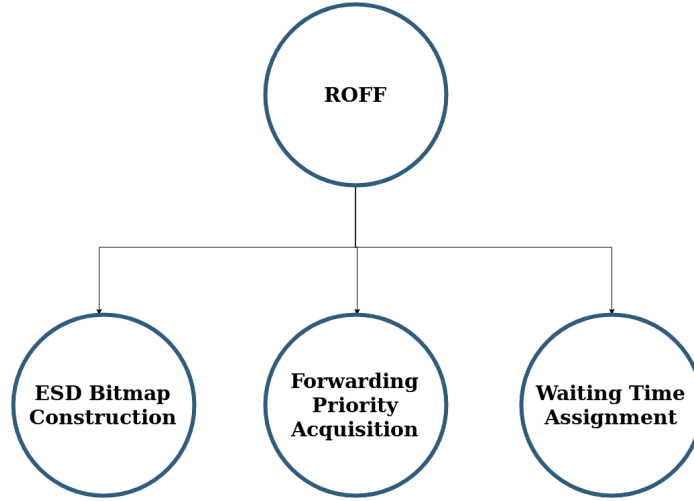 ROFF
ESD Bitmap
Construction
Forwarding
Priority
Acquisition
Waiting Time
Assignment